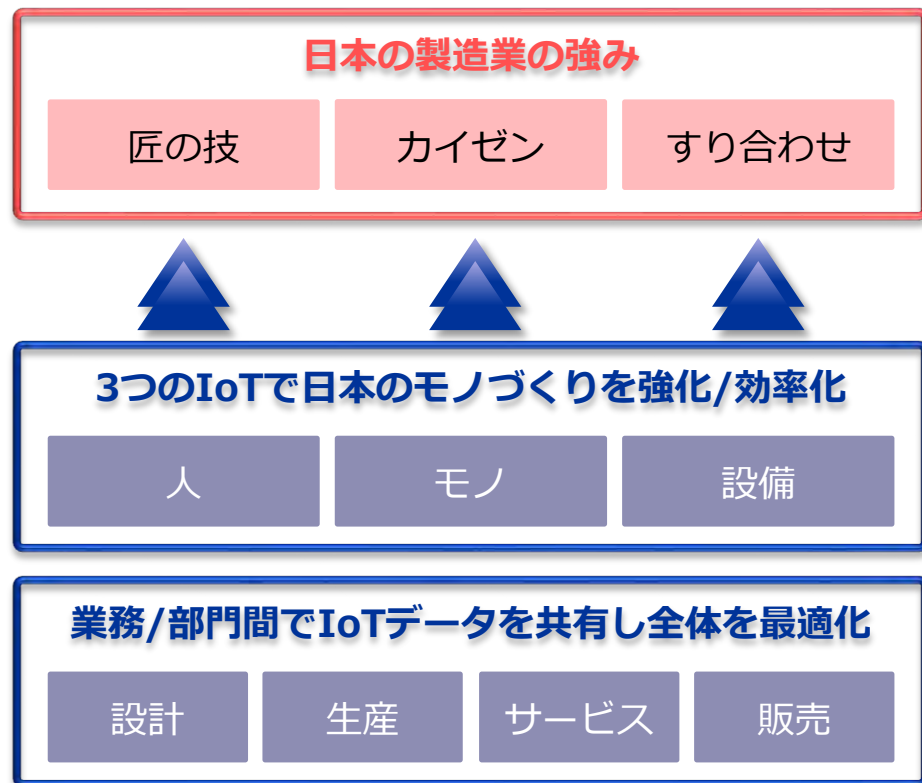 日本の製造業の強み
匠の技 カイゼン すり合わせ
3つのIoTで日本のモノづくりを強化/効率化
人 モノ 設備
業務/部門間でIoTデータを共有し全体を最適化
設計 生産 サービス 販売